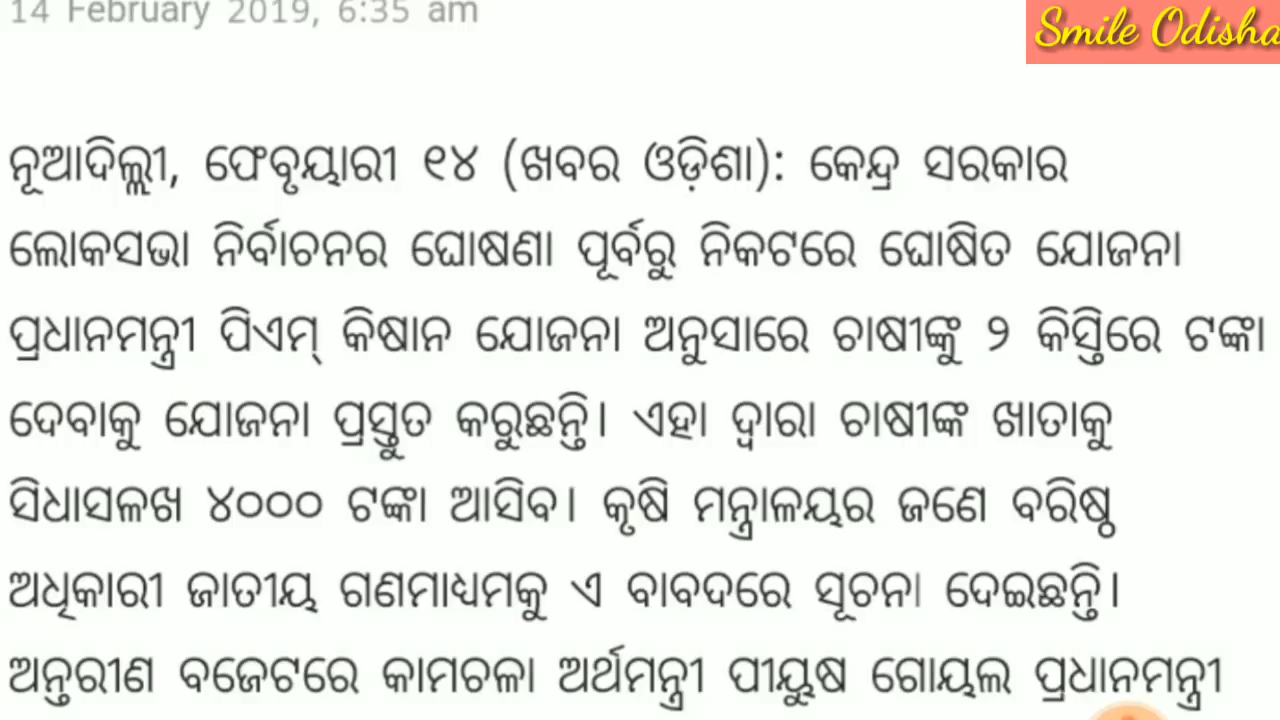 14 February 2019, 6:35 am
Smile Odisha
ନୂଆଦିଲ୍ଲୀ, ଫେବୃୟାରୀ ୧୪ (ଖବର ଓଡ଼ିଶା): କେନ୍ଦ୍ର ସରକାର
ଲୋକସଭା ନିର୍ବାଚନର ଘୋଷଣା ପୂର୍ବରୁ ନିକଟରେ ଘୋଷିତ ଯୋଜନା
ପ୍ରଧାନମନ୍ତ୍ରୀ ପିଏମ୍ କିଷାନ ଯୋଜନା ଅନୁସାରେ ଚାଷୀଙ୍କୁ ୨ କିସ୍ତିରେ ଟଙ୍କା
ଦେବାକୁ ଯୋଜନା ପ୍ରସ୍ତୁତ କରୁଛନ୍ତି। ଏହା ଦ୍ୱାରା ଚାଷୀଙ୍କ ଖାତାକୁ
ସିଧାସଳଖ ୪୦୦୦ ଟଙ୍କା ଆସିବ। କୃଷି ମନ୍ତ୍ରାଳୟର ଜଣେ ବରିଷ୍ଠ
ଅଧିକାରୀ ଜାତୀୟ ଗଣମାଧ୍ୟମକୁ ଏ ବାବଦରେ ସୂଚନା ଦେଇଛନ୍ତି।
ଅନ୍ତରୀଣ ବଜେଟରେ କାମଚଳା ଅର୍ଥମନ୍ତ୍ରୀ ପୀୟୁଷ ଗୋୟଲ ପ୍ରଧାନମନ୍ତ୍ରୀ